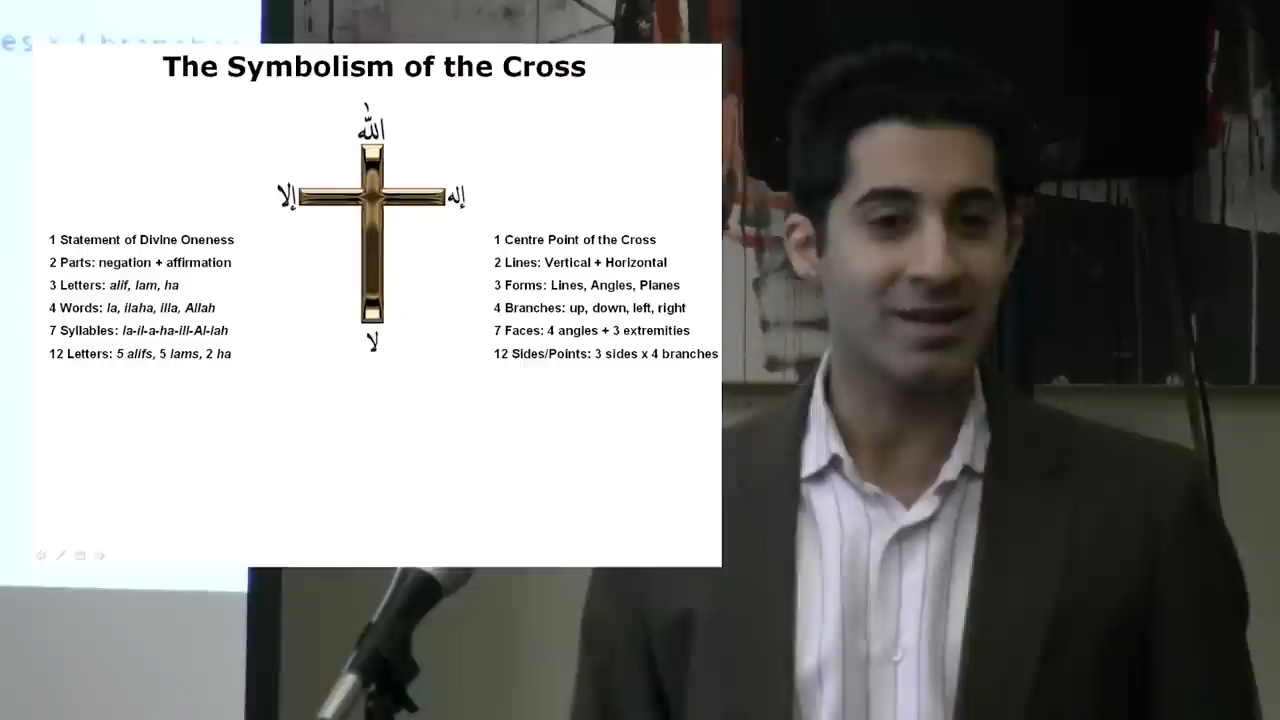 es x 4 branches
The Symbolism of the Cross
الله
إلا
إله
لا
1 Statement of Divine Oneness
2 Parts: negation + affirmation
3 Letters: alif, lam, ha
4 Words: la, ilaha, illa, Allah
7 Syllables: la-il-a-ha-ill-Al-lah
12 Letters: 5 alifs, 5 lams, 2 ha
1 Centre Point of the Cross
2 Lines: Vertical + Horizontal
3 Forms: Lines, Angles, Planes
4 Branches: up, down, left, right
7 Faces: 4 angles + 3 extremities
12 Sides/Points: 3 sides x 4 branches